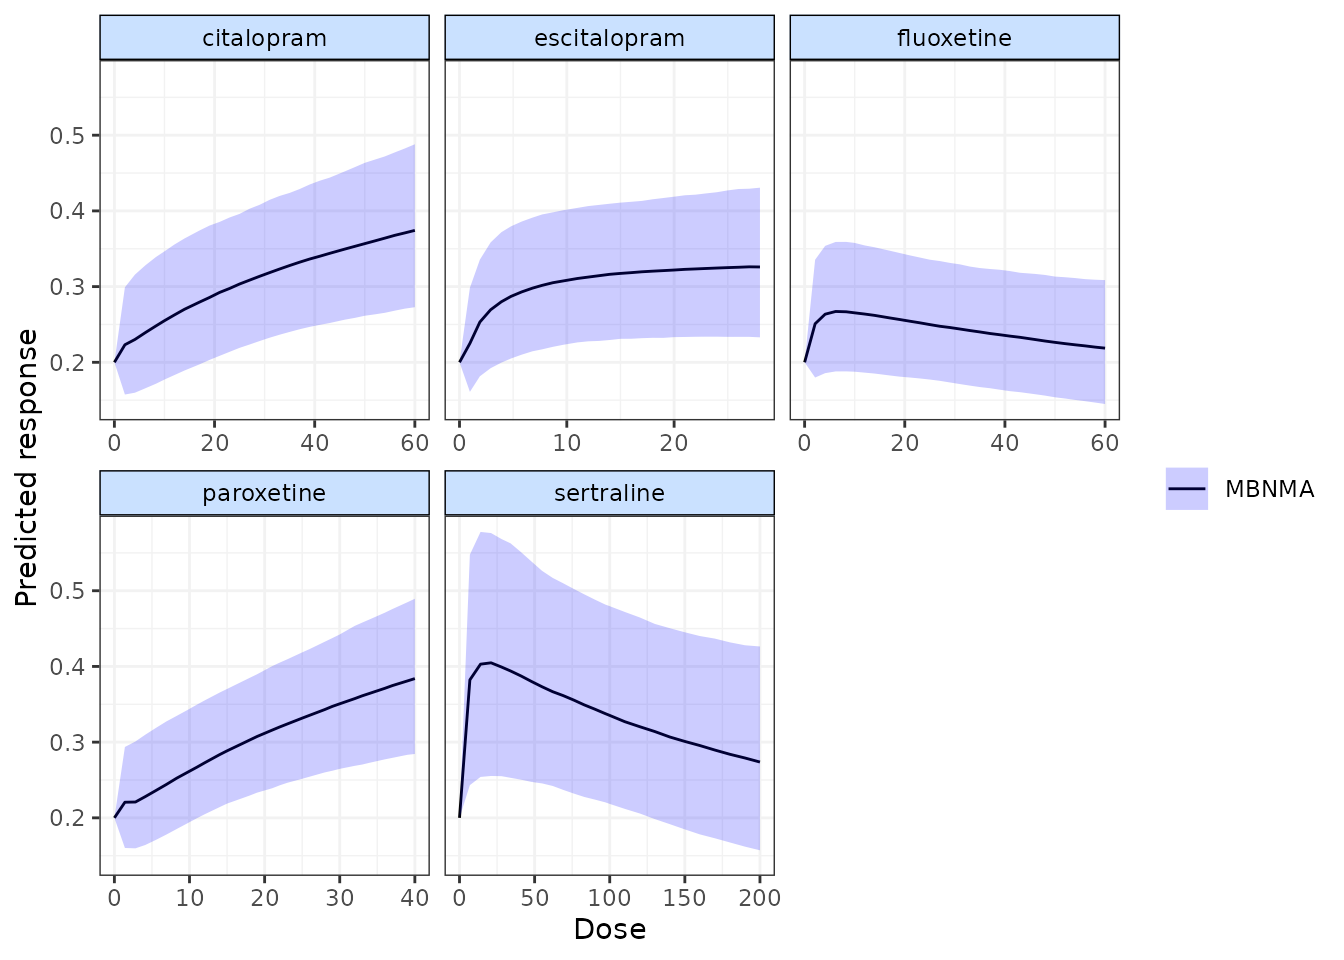 citalopram escitalopram fluoxetine
0.5
0.4
0.3
0.2
0 20 40 60 0 10 20 0 20 40 60
Predicted response
MBNMA
paroxetine sertraline
0.5
0.4
0.3
0.2
0 10 20 30 40 0 50 100 150 200
Dose